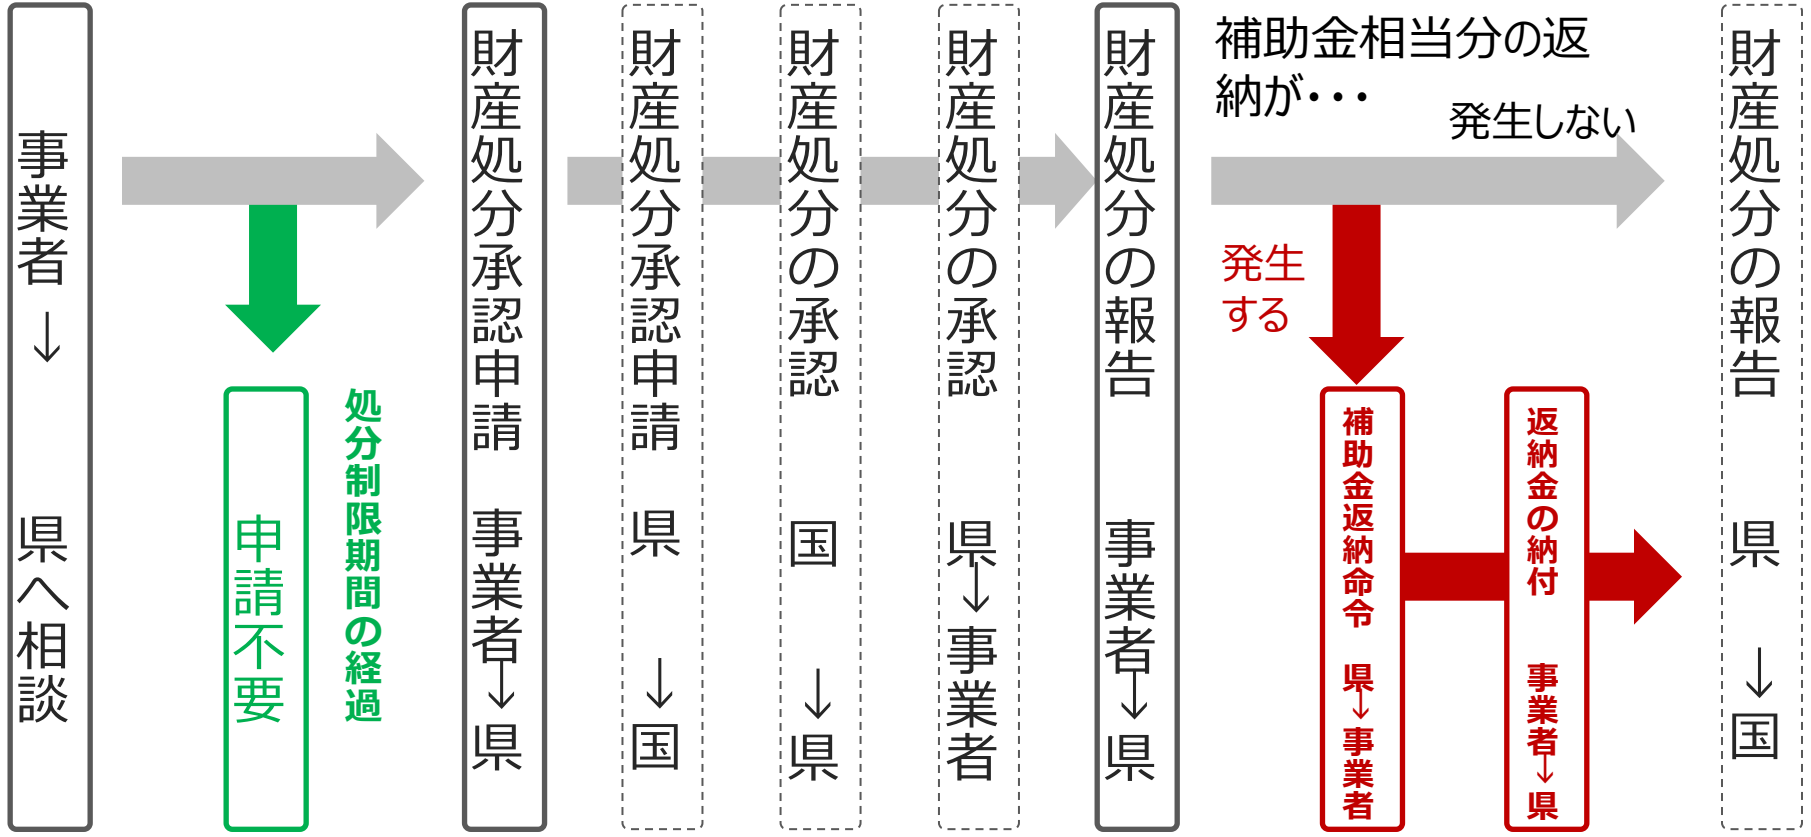 事業者 → 県へ相談
処分制限期間の経過
申請不要
財産処分承認申請 事業者→県
財産処分承認申請 県 →国
財産処分の承認 国 →県
財産処分の承認 県→事業者
財産処分の報告 事業者→県
補助金相当分の返
納が・・・
発生しない
発生
する
補助金返納命令 県→事業者
返納金の納付 事業者→県
財産処分の報告 県 →国